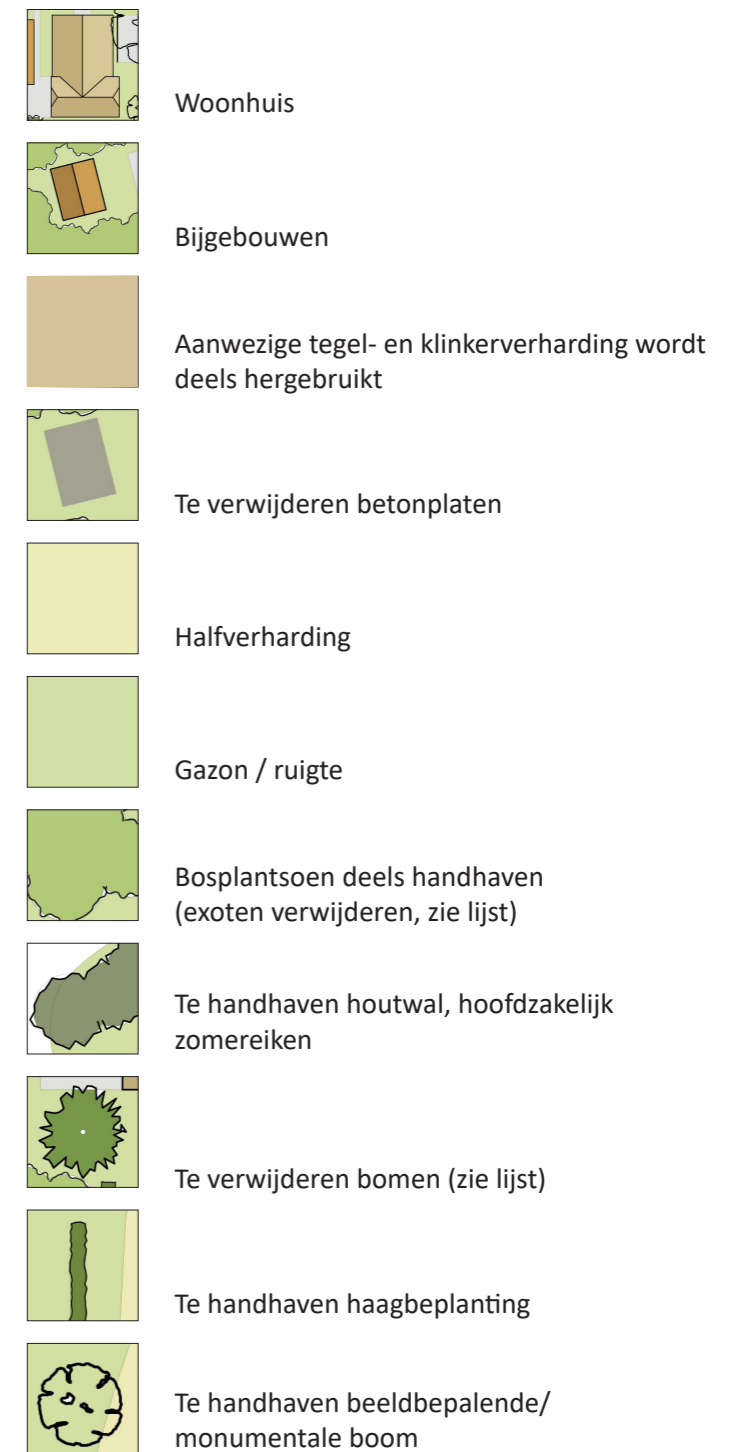 Woonhuis
Bijgebouwen
Aanwezige tegel- en klinkerverharding wordt
deels hergebruikt
Te verwijderen betonplaten
Halfverharding
Gazon / ruigte
Bosplantsoen deels handhaven
(exoten verwijderen, zie lijst)
Te handhaven houtwal, hoofdzakelijk
zomereiken
Te verwijderen bomen (zie lijst)
Te handhaven haagbeplanting
Te handhaven beeldbepalende/
monumentale boom